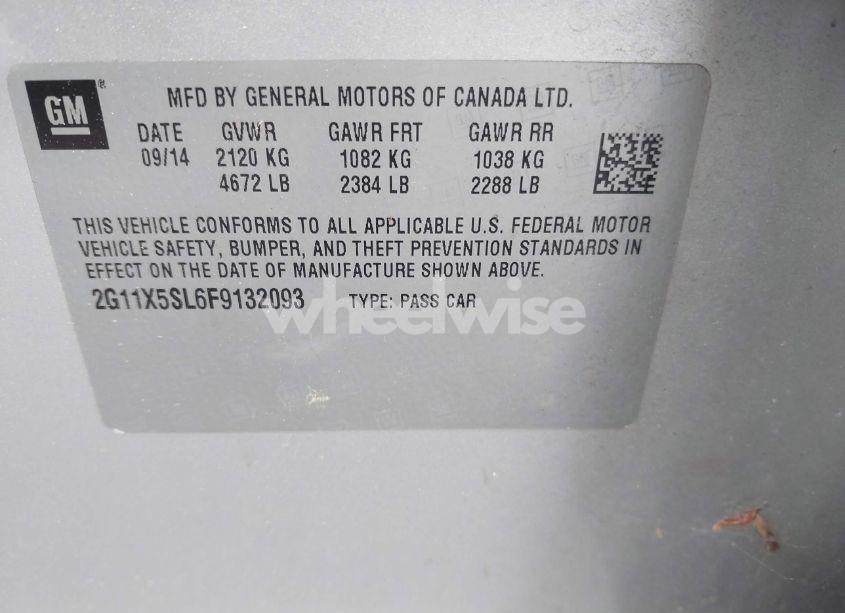 GM®
MFD BY GENERAL MOTORS OF CANADA LTD.
DATE GVWR GAWR FRT GAWR RR
09/14 2120 KG 1082 KG 1038 KG
4672 LB 2384 LB 2288 LB
THIS VEHICLE CONFORMS TO ALL APPLICABLE U.S. FEDERAL MOTOR
VEHICLE SAFETY, BUMPER, AND THEFT PREVENTION STANDARDS IN
EFFECT ON THE DATE OF MANUFACTURE SHOWN ABOVE.
2G11X5SL6F9132093 TYPE: PASS CAR
wheelwise